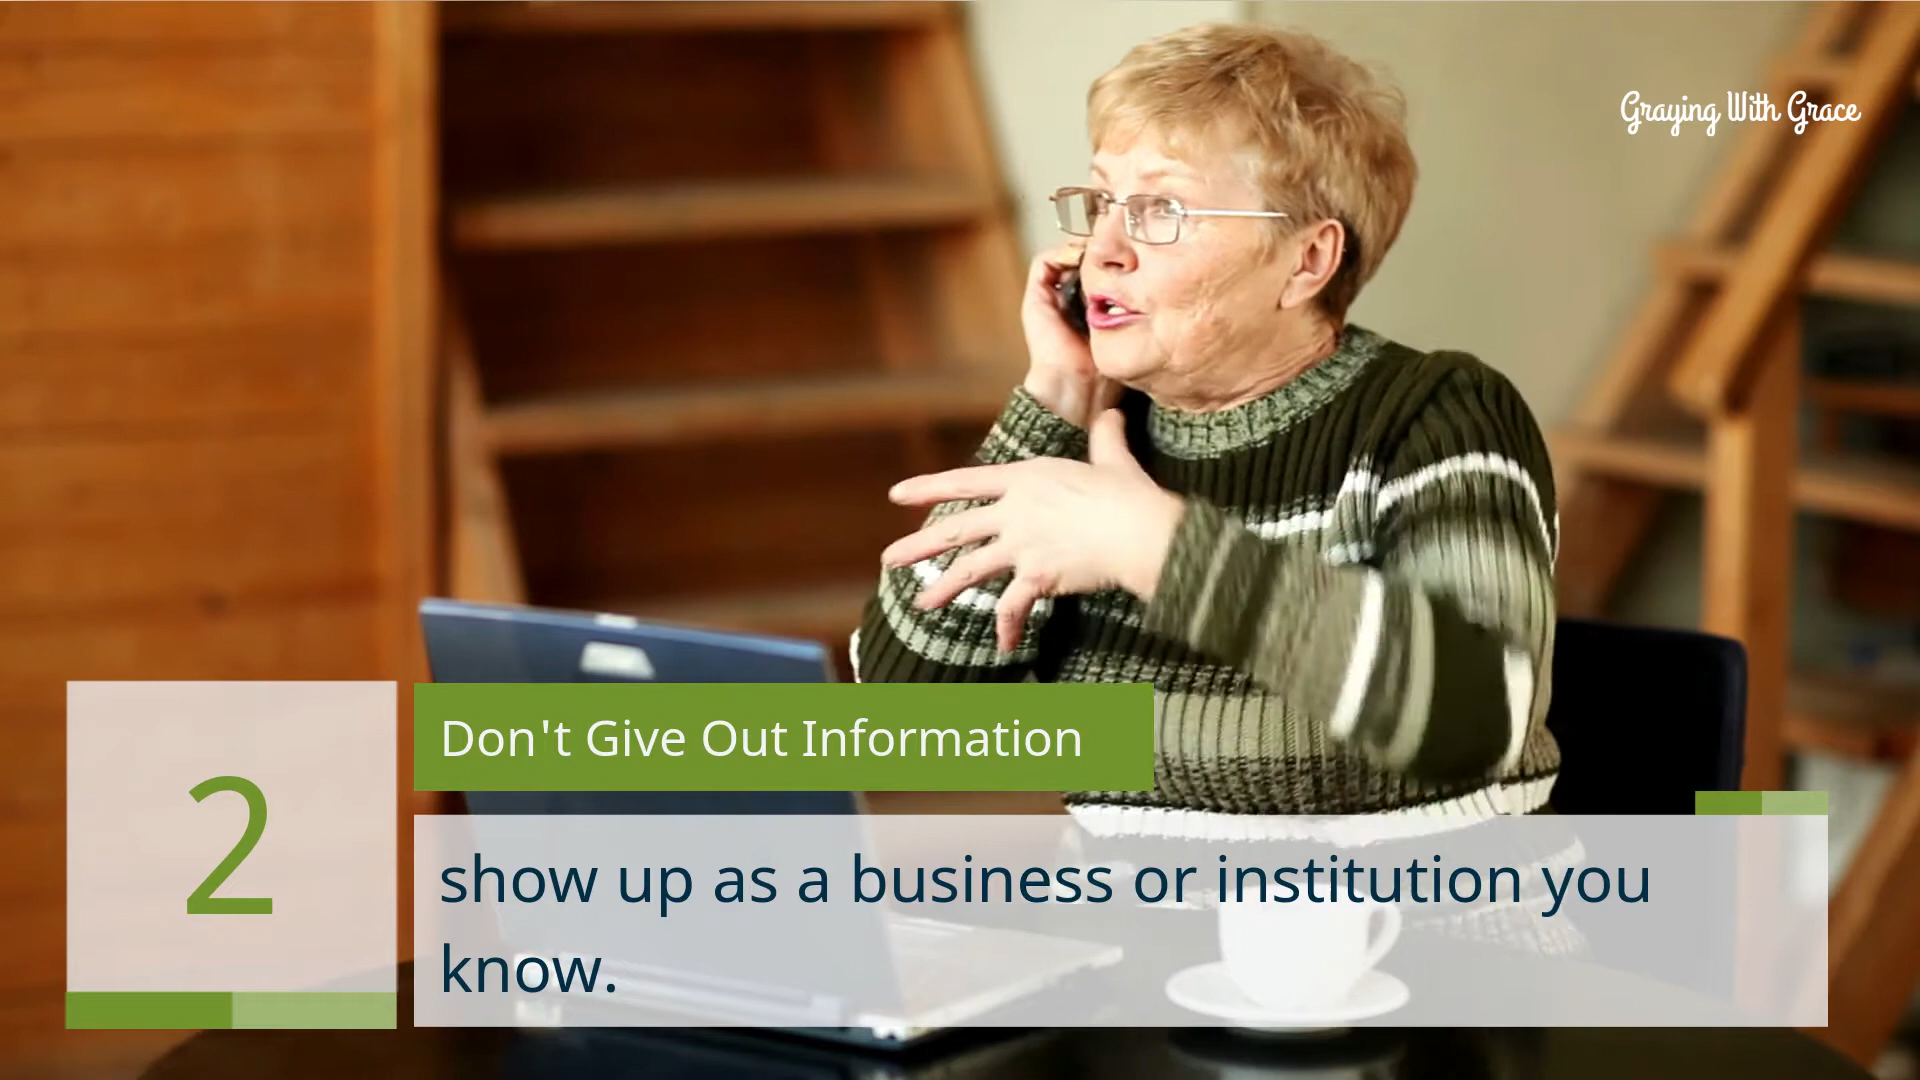 Graying With Grace
2
Don't Give Out Information
show up as a business or institution you
know.